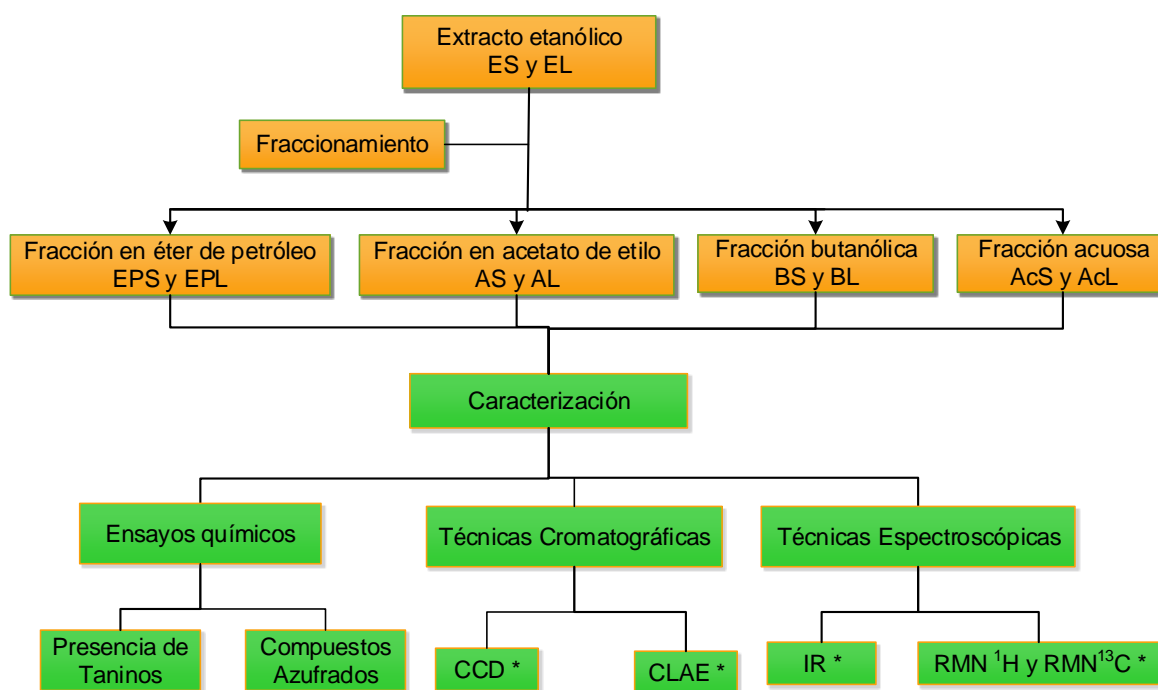 Extracto etanólico
ES y EL
Fraccionamiento
Fracción en éter de petróleo
EPS y EPL
Fracción en acetato de etilo
AS y AL
Fracción butanólica
BS y BL
Fracción acuosa
AcS y AcL
Caracterización
Ensayos químicos
Técnicas Cromatográficas
Técnicas Espectroscópicas
Presencia de
Taninos
Compuestos
Azufrados
CCD *
CLAE *
IR *
RMN ¹H y RMN¹³C *